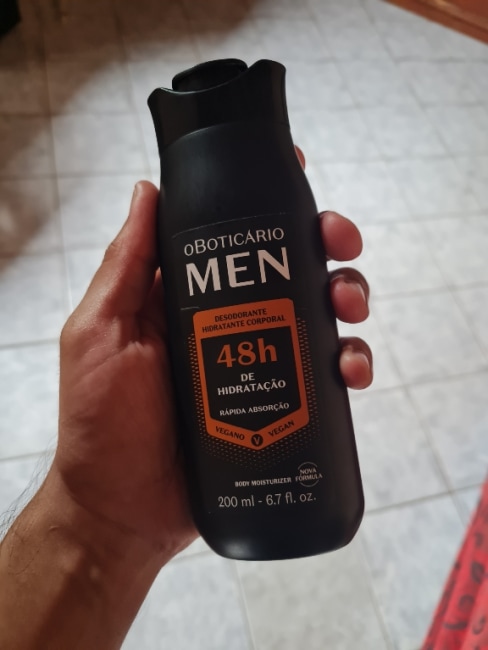 oBOTICÁRIO
MEN
DESODORANTE
HIDRATANTE CORPORAL
48h
DE
HIDRATAÇÃO
RÁPIDA ABSORÇÃO
VEGANO V VEGAN
BODY MOISTURIZER
NOVA
FÓRMULA
200 ml - 6.7 fl. oz.